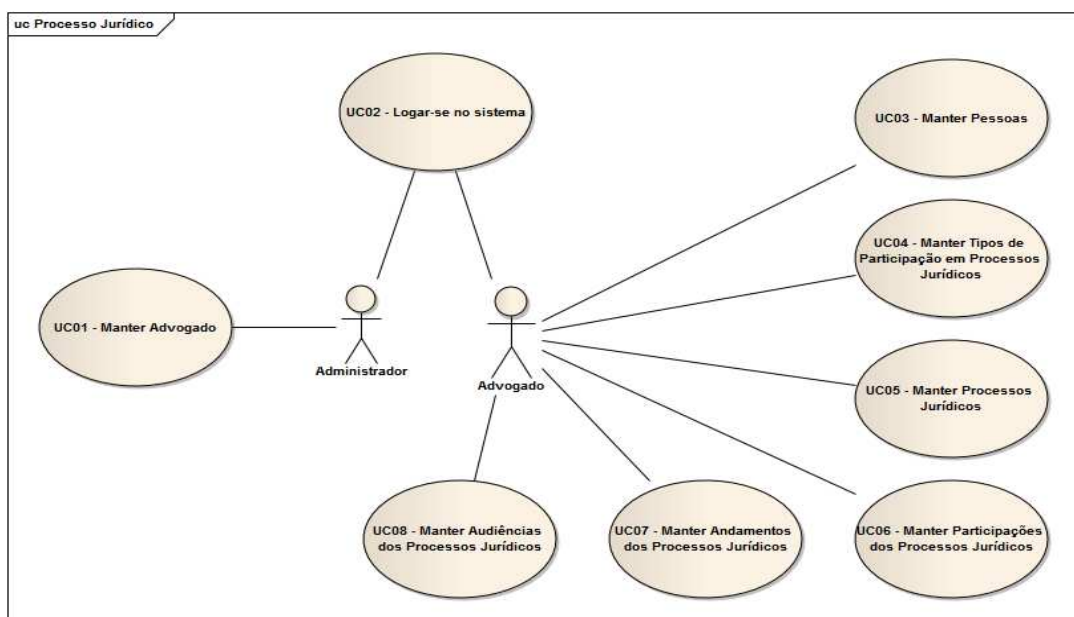 uc Processo Jurídico
UC02 - Logar-se no sistema
UC03 - Manter Pessoas
UC04 - Manter Tipos de
Participação em Processos
Jurídicos
UC01 - Manter Advogado
Administrador
Advogado
UC05 - Manter Processos
Jurídicos
UC08 - Manter Audiências
dos Processos Jurídicos
UC07 - Manter Andamentos
dos Processos Jurídicos
UC06 - Manter Participações
dos Processos Jurídicos